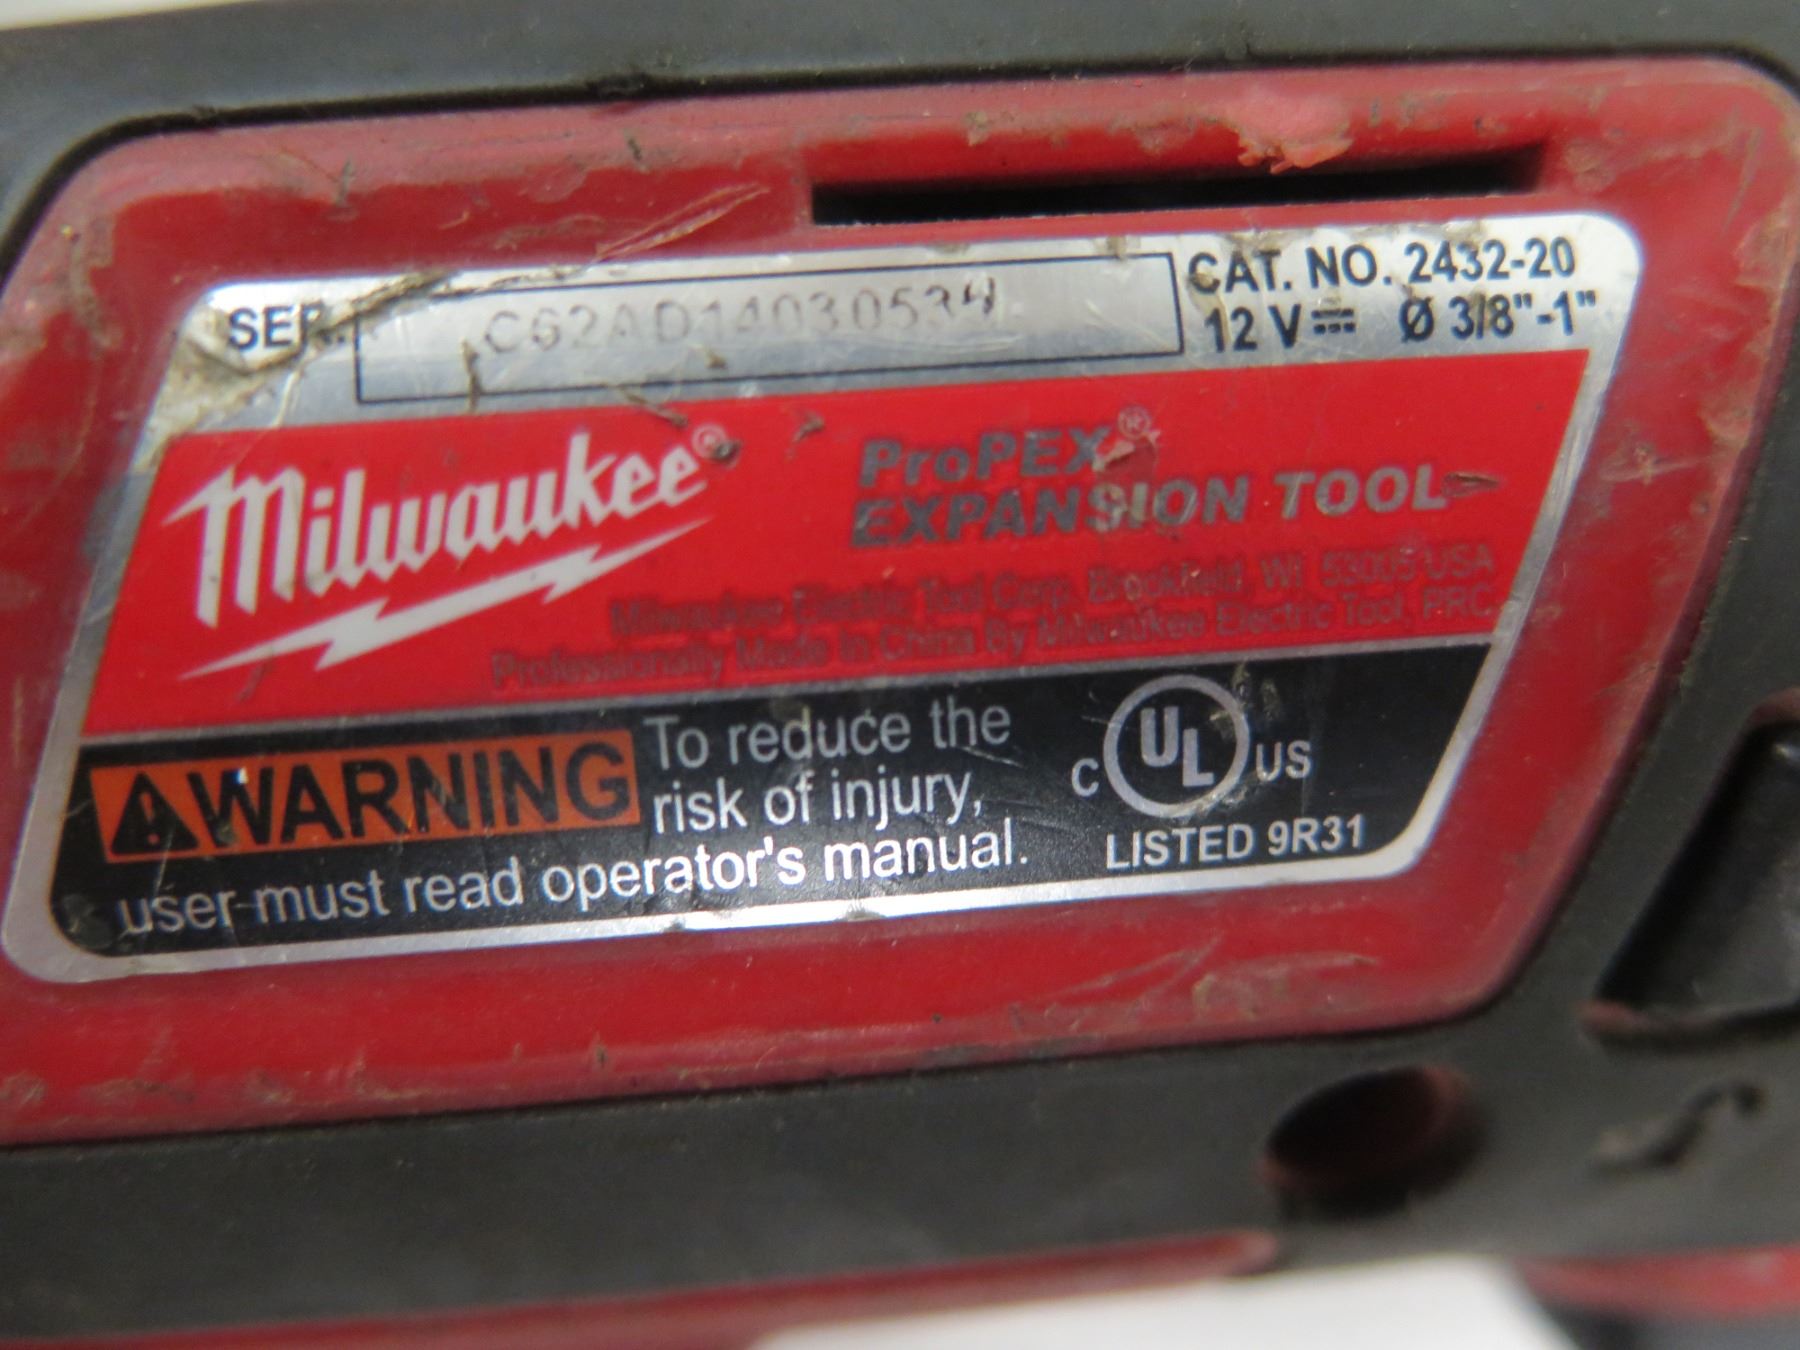 SER. C62AD14030534
CAT. NO. 2432-20
12 V⎓ Ø 3/8"-1"
Milwaukee®
ProPEX®
EXPANSION TOOL
Milwaukee Electric Tool Corp. Brookfield, WI 53005 USA
Professionally Made in China By Milwaukee Electric Tool, PRC
⚠WARNING To reduce the
risk of injury,
user must read operator's manual.
C UL US
LISTED 9R31